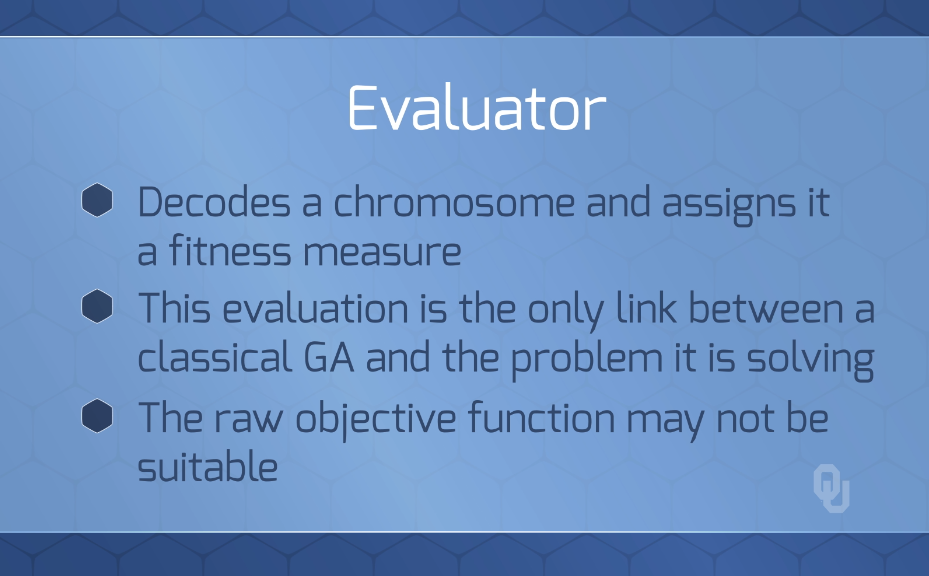 Evaluator
Decodes a chromosome and assigns it
a fitness measure
This evaluation is the only link between a
classical GA and the problem it is solving
The raw objective function may not be
suitable
OU